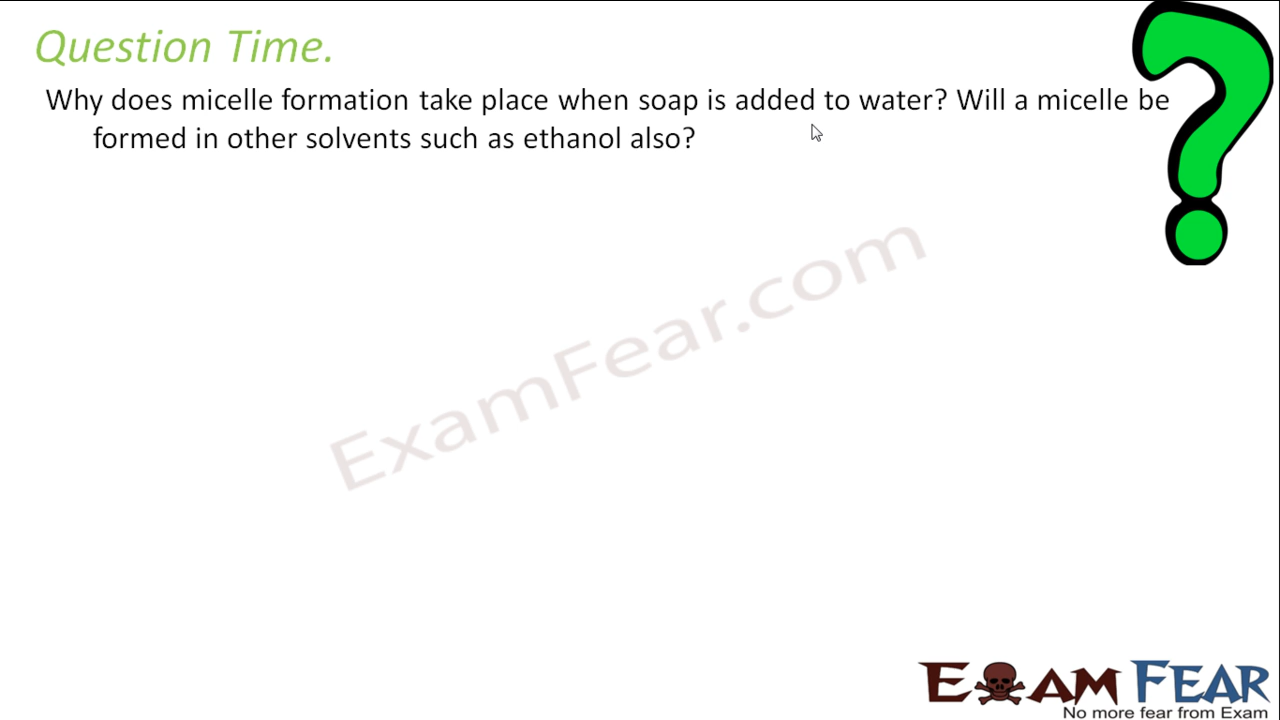 Question Time.
Why does micelle formation take place when soap is added to water? Will a micelle be
formed in other solvents such as ethanol also?
ExamFear.com
EXAM FEAR
No more fear from Exam